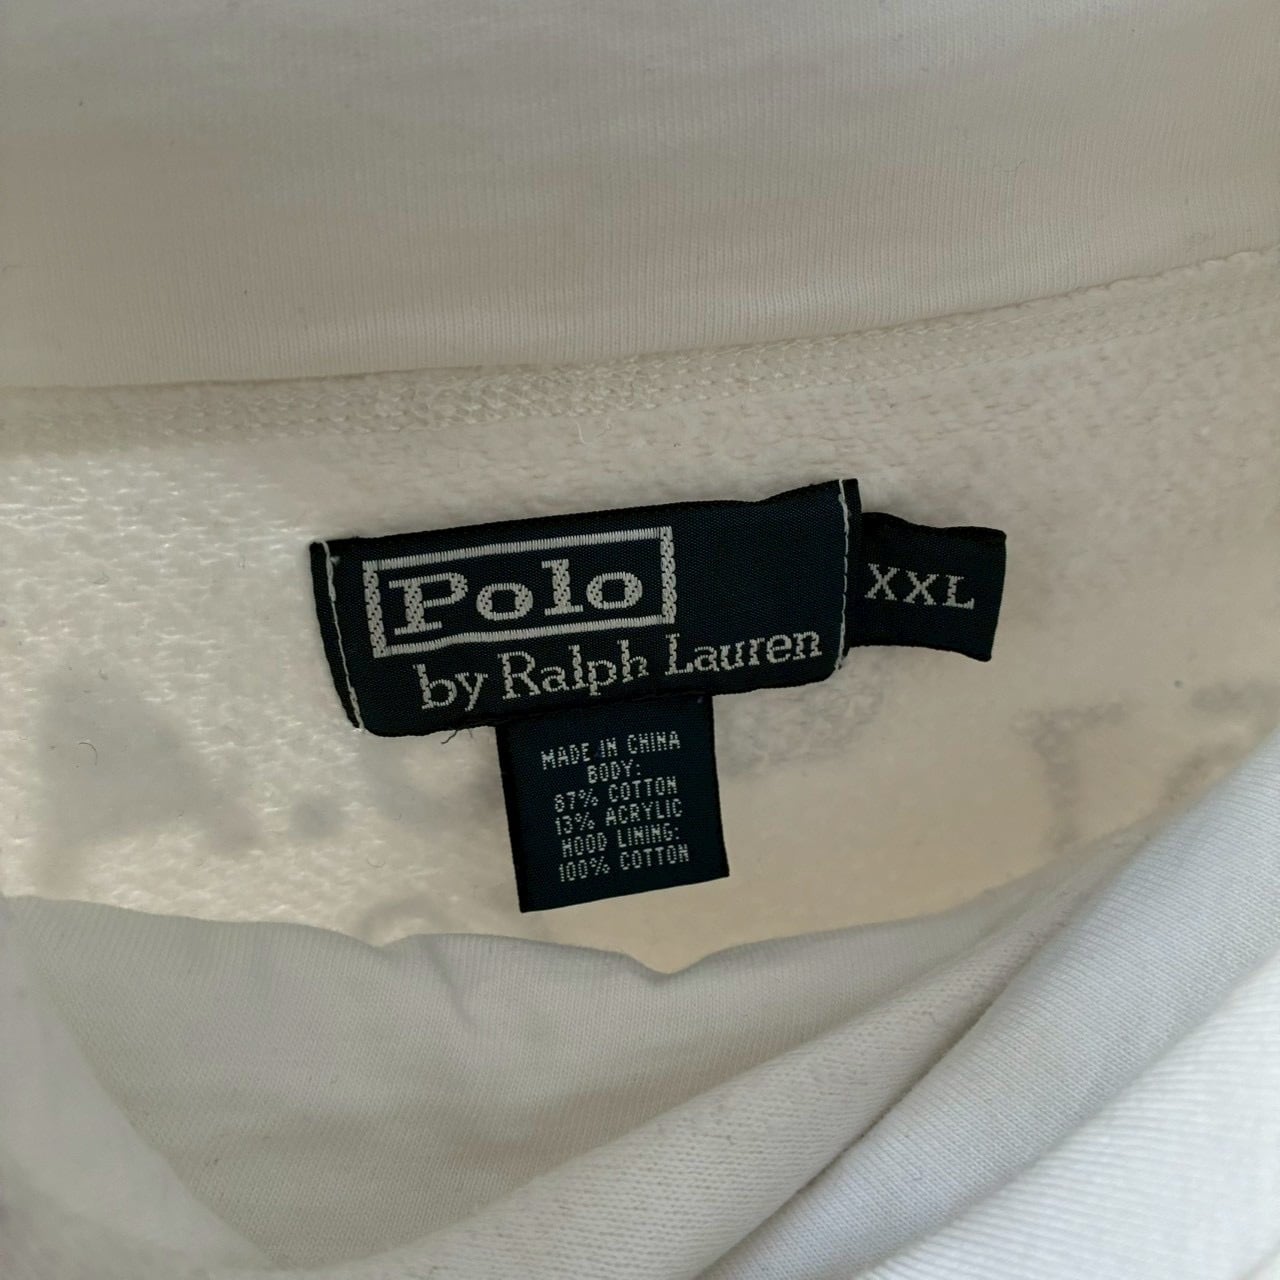 Polo
by Ralph Lauren
XXL
MADE IN CHINA
BODY:
87% COTTON
13% ACRYLIC
HOOD LINING:
100% COTTON